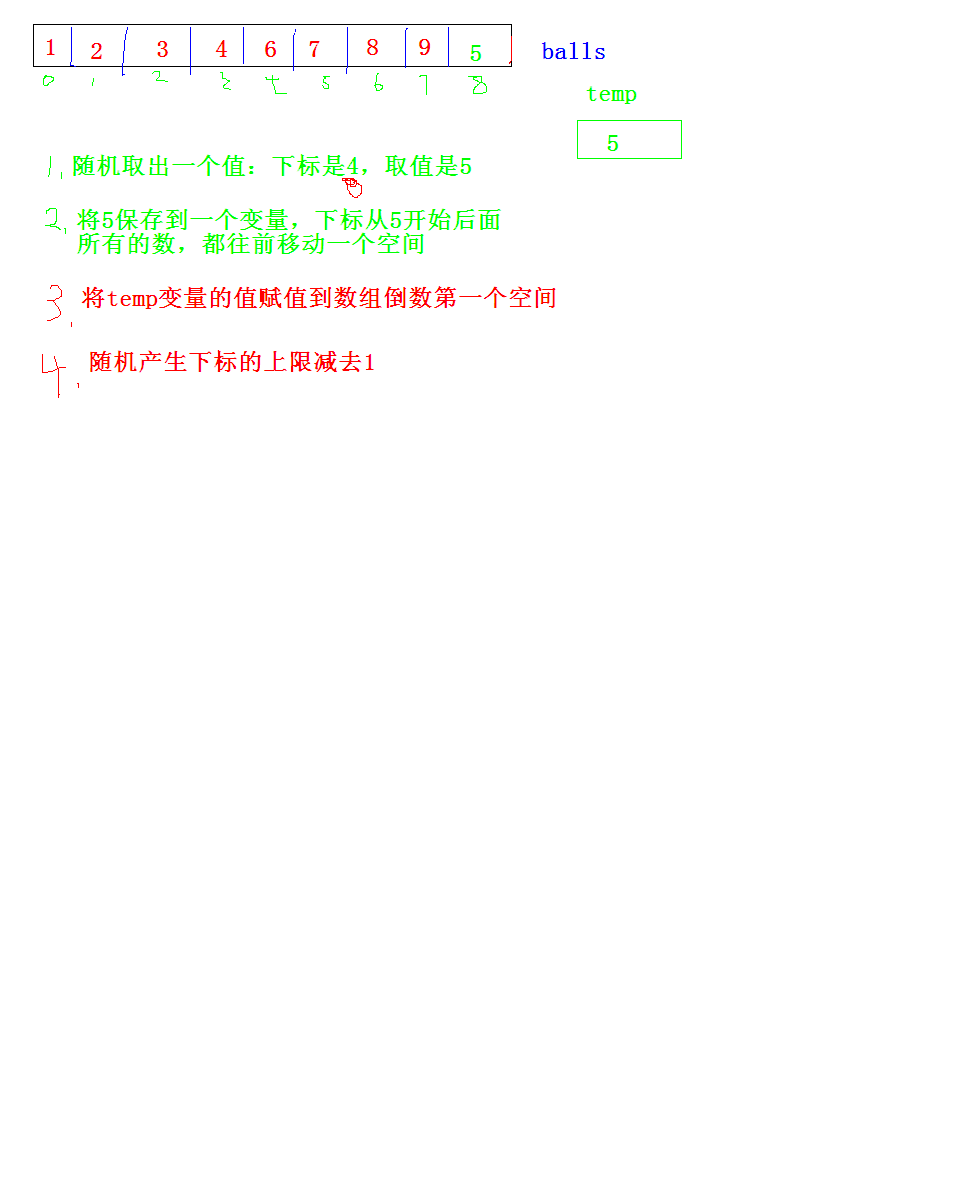 1 2 3 4 6 7 8 9 5 balls
0 1 2 3 4 5 6 7 8
temp
5
1. 随机取出一个值：下标是4，取值是5
2. 将5保存到一个变量，下标从5开始后面
所有的数，都往前移动一个空间
3. 将temp变量的值赋值到数组倒数第一个空间
4. 随机产生下标的上限减去1